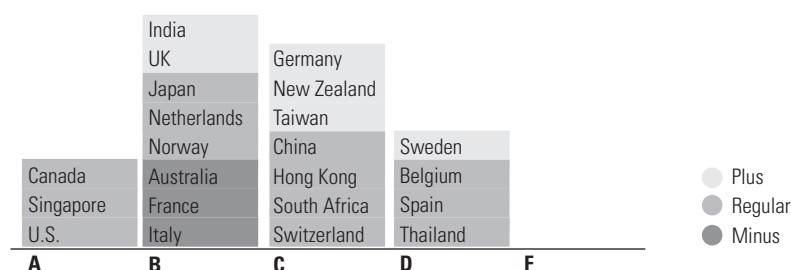 India
UK
Japan
Netherlands
Norway
Australia
France
Italy
Canada
Singapore
U.S.
Germany
New Zealand
Taiwan
China
Hong Kong
South Africa
Switzerland
Sweden
Belgium
Spain
Thailand
Plus
Regular
Minus
A B C D F